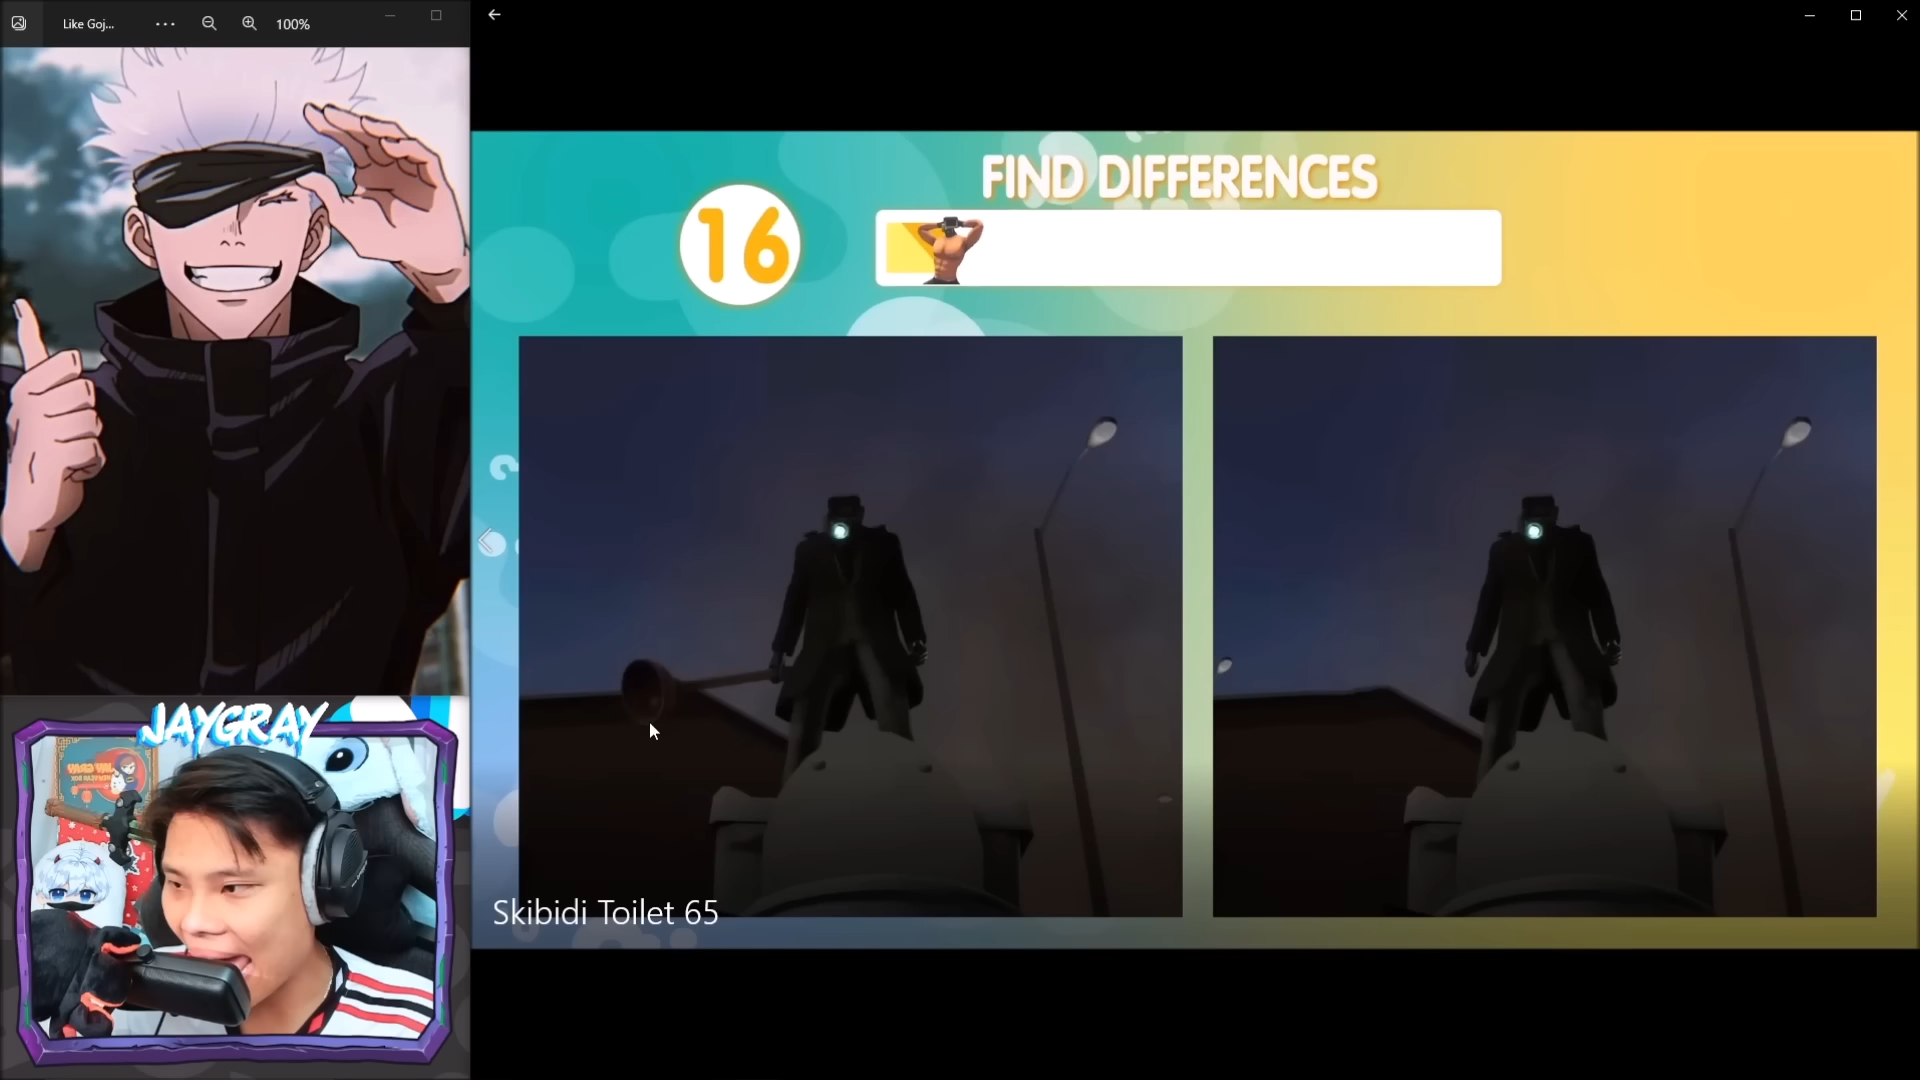 Like Goj...
100%
FIND DIFFERENCES
16
Skibidi Toilet 65
JAYGRAY